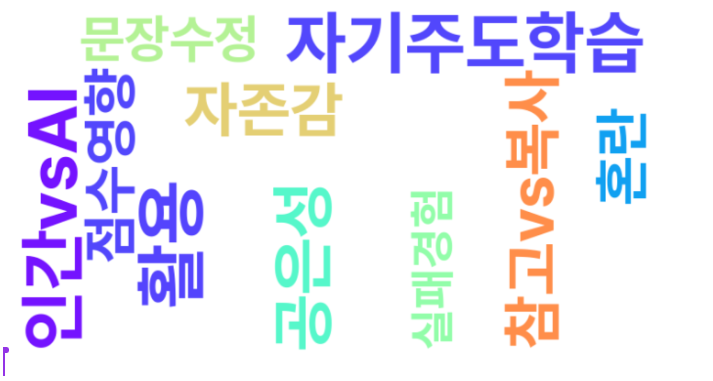 문장수정
자기주도학습
자존감
인간vsAI
점수영향
활용
공은성
실패경험
참고vs복사
혼란